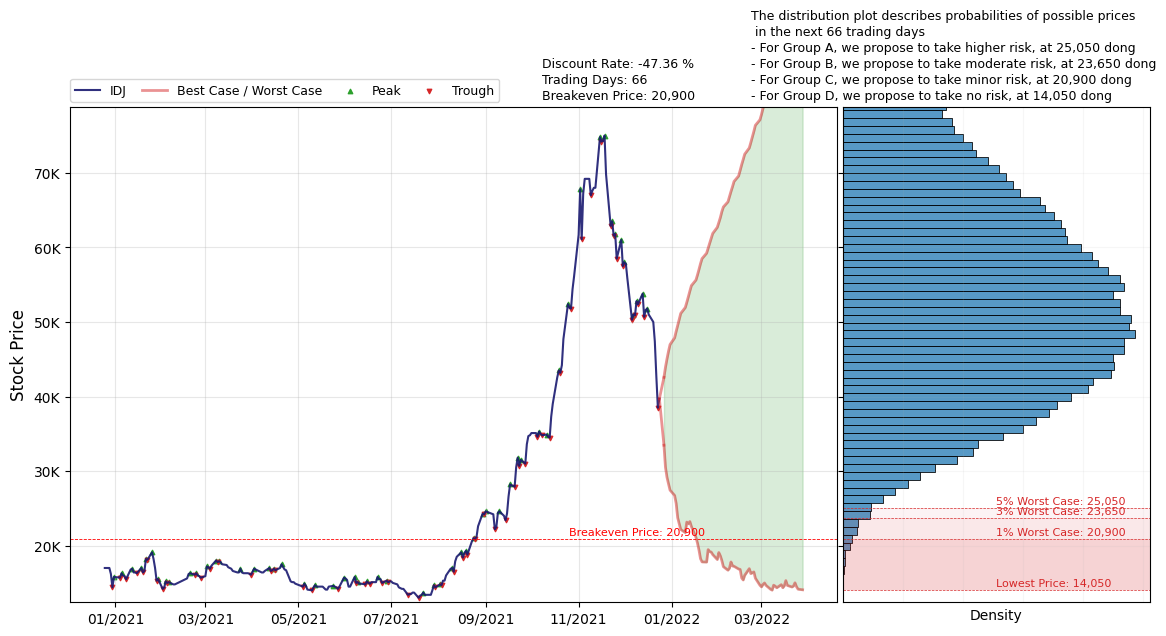 The distribution plot describes probabilities of possible prices
in the next 66 trading days
- For Group A, we propose to take higher risk, at 25,050 dong
- For Group B, we propose to take moderate risk, at 23,650 dong
- For Group C, we propose to take minor risk, at 20,900 dong
- For Group D, we propose to take no risk, at 14,050 dong
Discount Rate: -47.36 %
Trading Days: 66
Breakeven Price: 20,900
IDJ
Best Case / Worst Case
Peak
Trough
Stock Price
70K
60K
50K
40K
30K
20K
Breakeven Price: 20,900
5% Worst Case: 25,050
3% Worst Case: 23,650
1% Worst Case: 20,900
Lowest Price: 14,050
01/2021
03/2021
05/2021
07/2021
09/2021
11/2021
01/2022
03/2022
Density